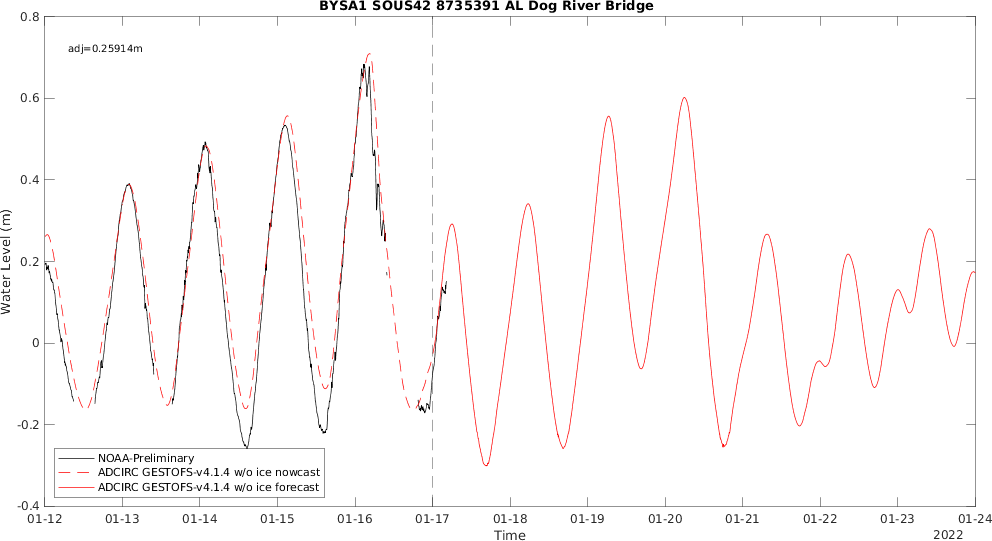 BYSA1 SOUS42 8735391 AL Dog River Bridge
adj=0.25914m
Water Level (m)
0.8
0.6
0.4
0.2
0
-0.2
-0.4
NOAA-Preliminary
ADCIRC GESTOFS-v4.1.4 w/o ice nowcast
ADCIRC GESTOFS-v4.1.4 w/o ice forecast
01-12 01-13 01-14 01-15 01-16 01-17 01-18 01-19 01-20 01-21 01-22 01-23 01-24
Time
2022